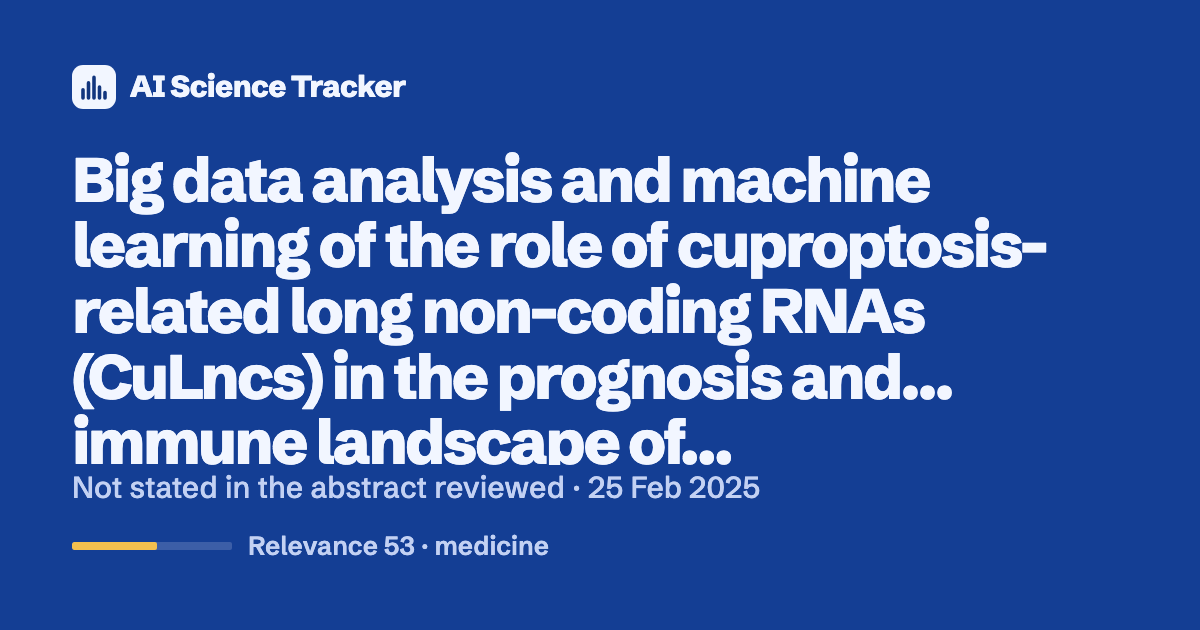 AI Science Tracker
Big data analysis and machine
learning of the role of cuproptosis-
related long non-coding RNAs
(CuLncs) in the prognosis and...
immune landscape of...
Not stated in the abstract reviewed · 25 Feb 2025
Relevance 53 · medicine